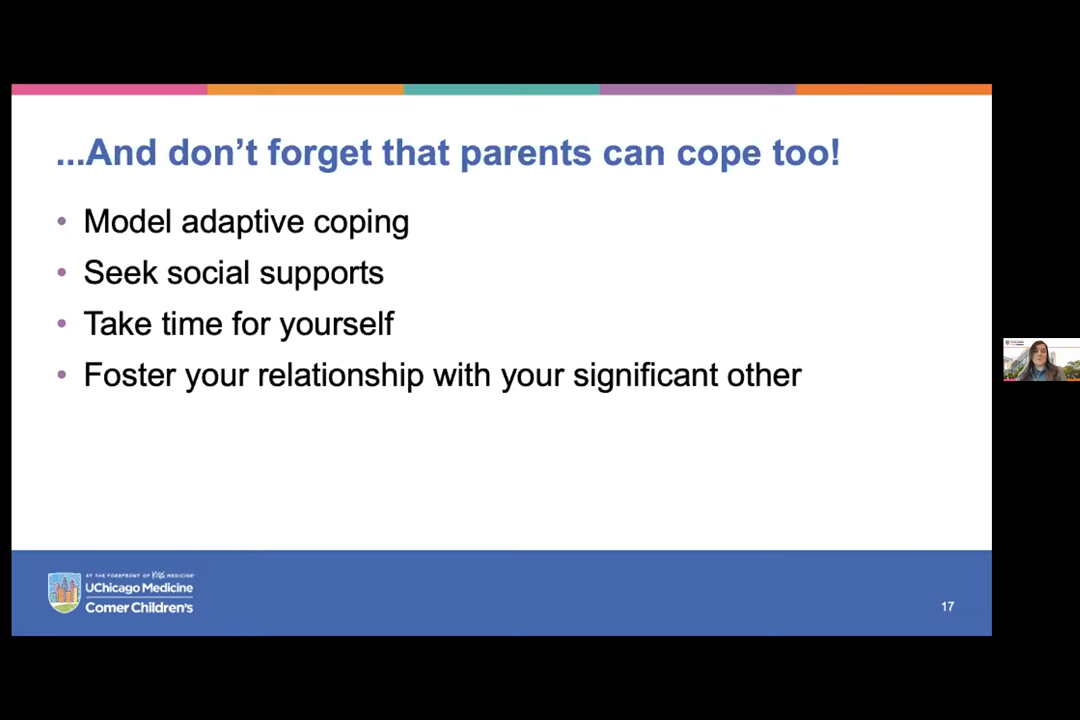 ...And don't forget that parents can cope too!
• Model adaptive coping
• Seek social supports
• Take time for yourself
• Foster your relationship with your significant other
AT THE FOREFRONT OF Kids MEDICINE
UChicago Medicine
Comer Children's
17